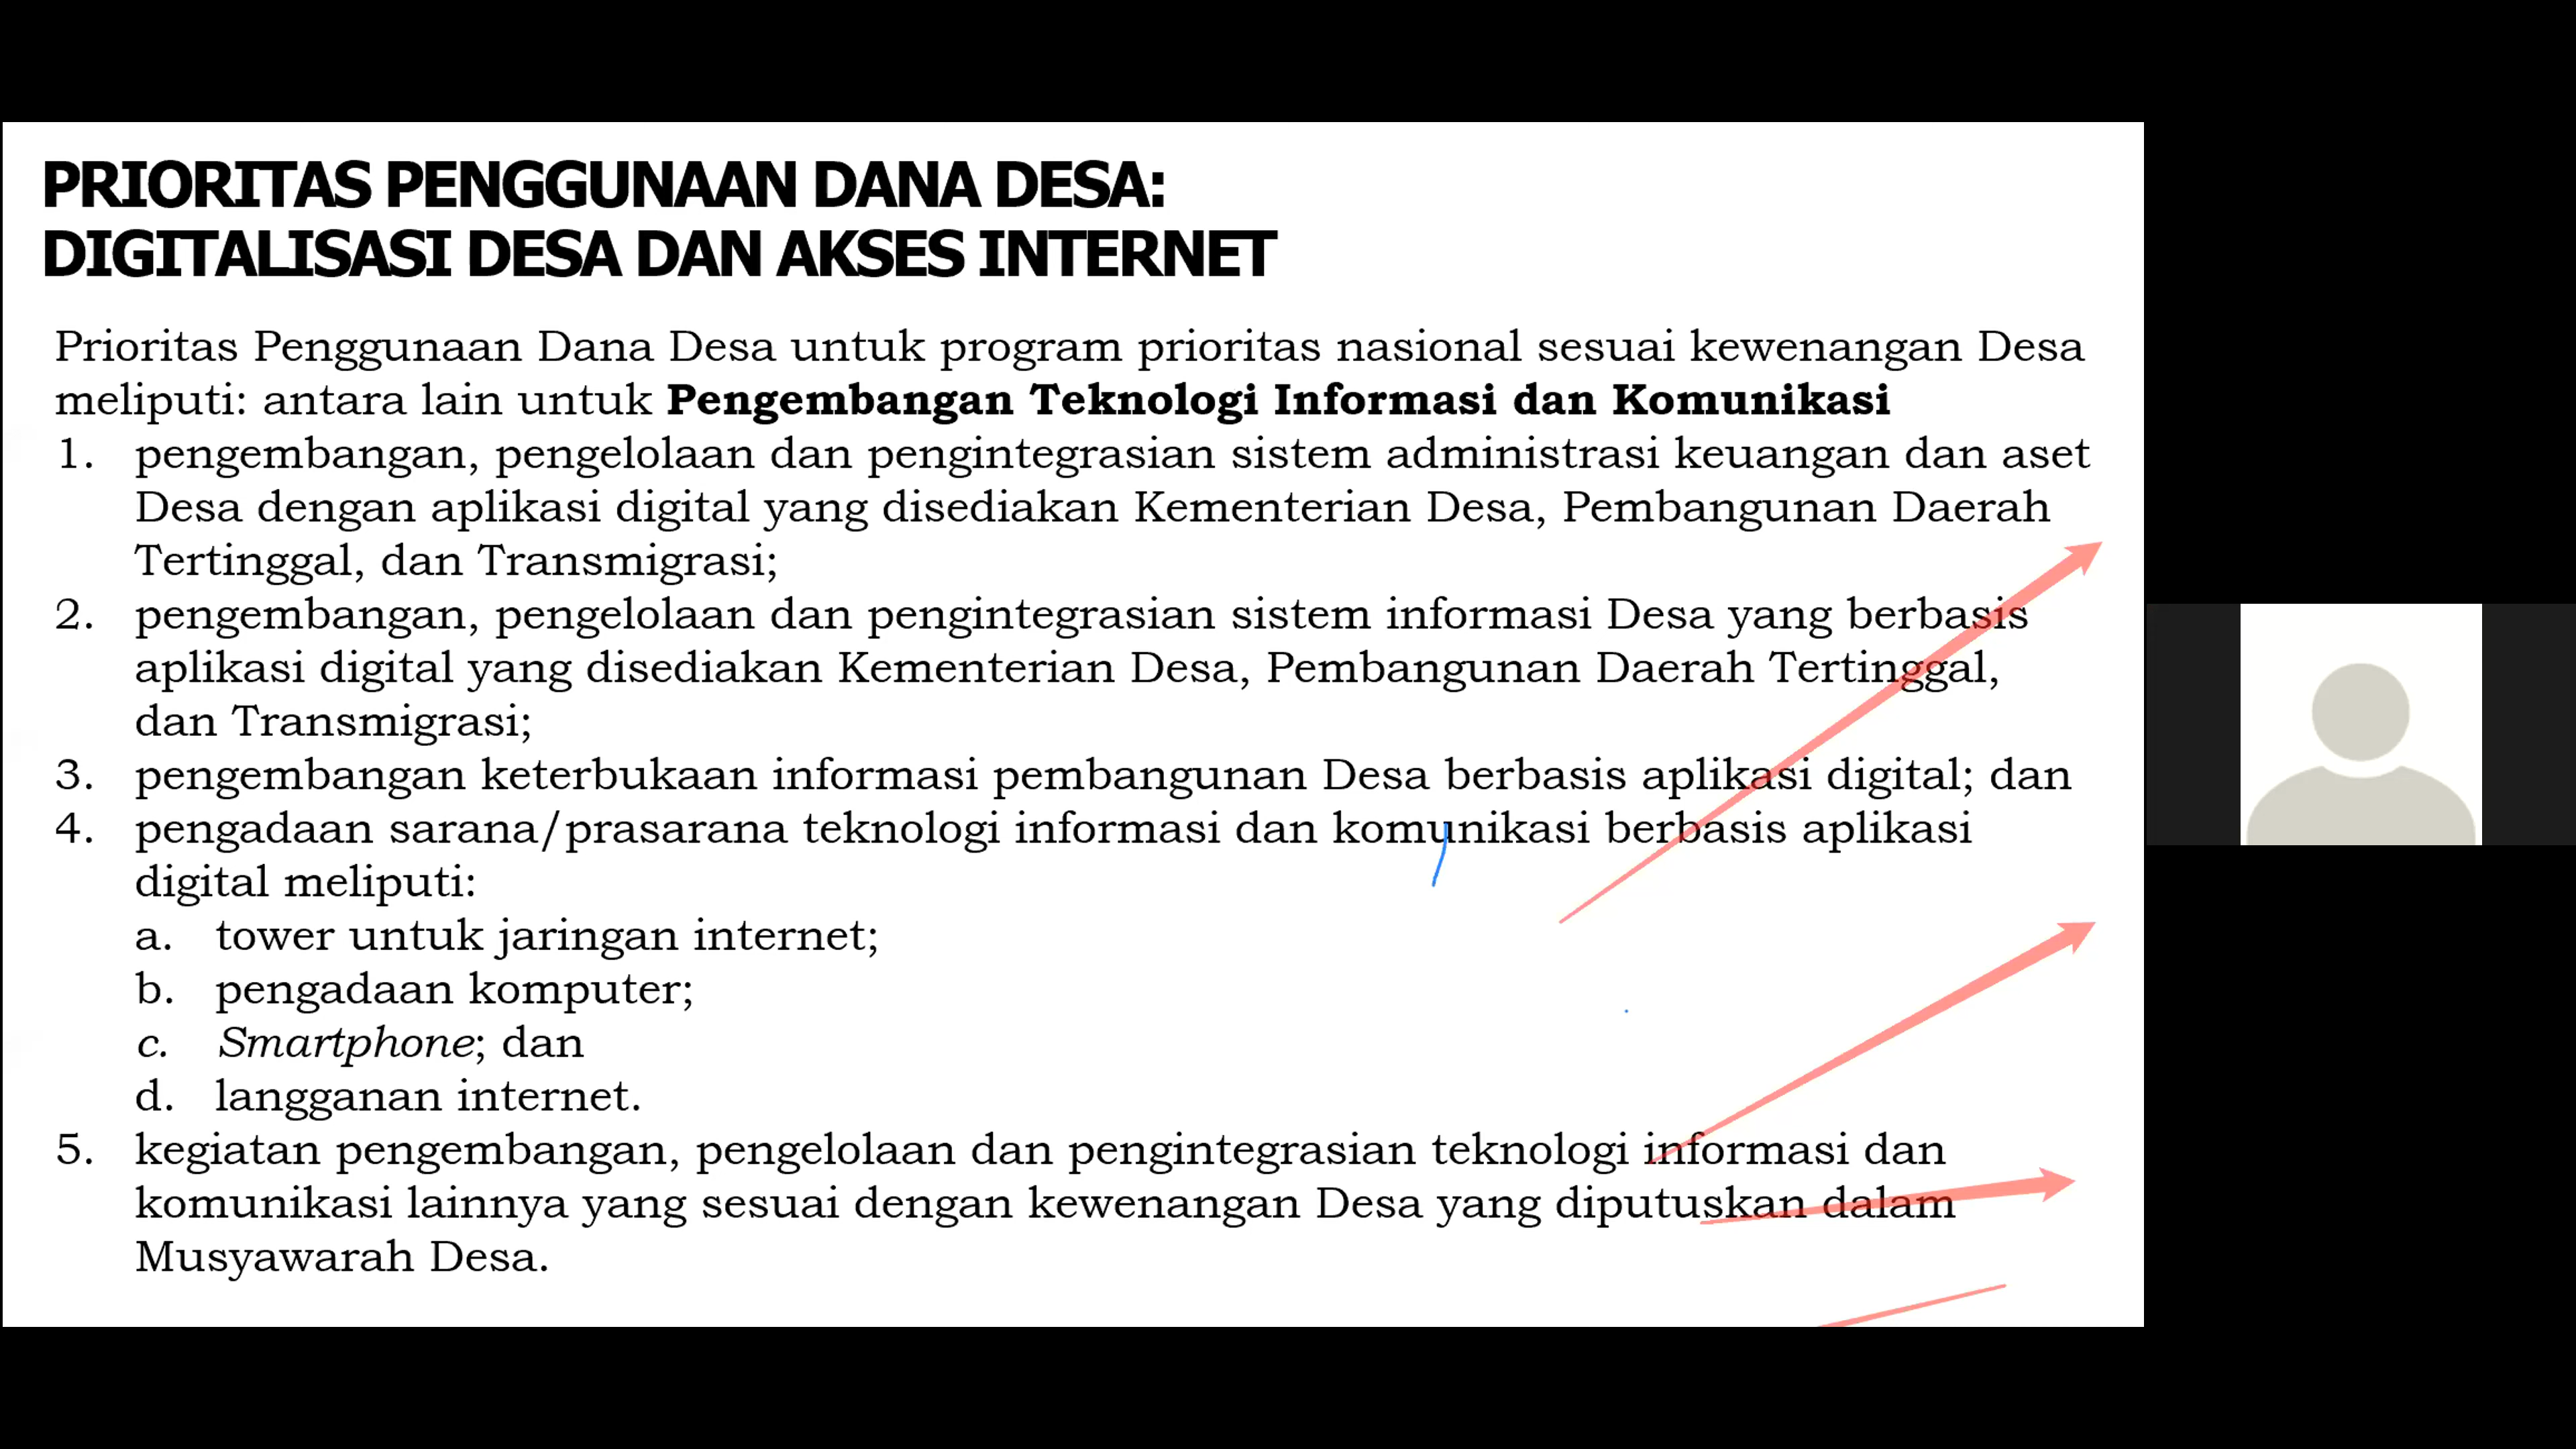 PRIORITAS PENGGUNAAN DANA DESA:
DIGITALISASI DESA DAN AKSES INTERNET
Prioritas Penggunaan Dana Desa untuk program prioritas nasional sesuai kewenangan Desa
meliputi: antara lain untuk Pengembangan Teknologi Informasi dan Komunikasi
1. pengembangan, pengelolaan dan pengintegrasian sistem administrasi keuangan dan aset
Desa dengan aplikasi digital yang disediakan Kementerian Desa, Pembangunan Daerah
Tertinggal, dan Transmigrasi;
2. pengembangan, pengelolaan dan pengintegrasian sistem informasi Desa yang berbasis
aplikasi digital yang disediakan Kementerian Desa, Pembangunan Daerah Tertinggal,
dan Transmigrasi;
3. pengembangan keterbukaan informasi pembangunan Desa berbasis aplikasi digital; dan
4. pengadaan sarana/prasarana teknologi informasi dan komunikasi berbasis aplikasi
digital meliputi:
a. tower untuk jaringan internet;
b. pengadaan komputer;
c. Smartphone; dan
d. langganan internet.
5. kegiatan pengembangan, pengelolaan dan pengintegrasian teknologi informasi dan
komunikasi lainnya yang sesuai dengan kewenangan Desa yang diputuskan dalam
Musyawarah Desa.